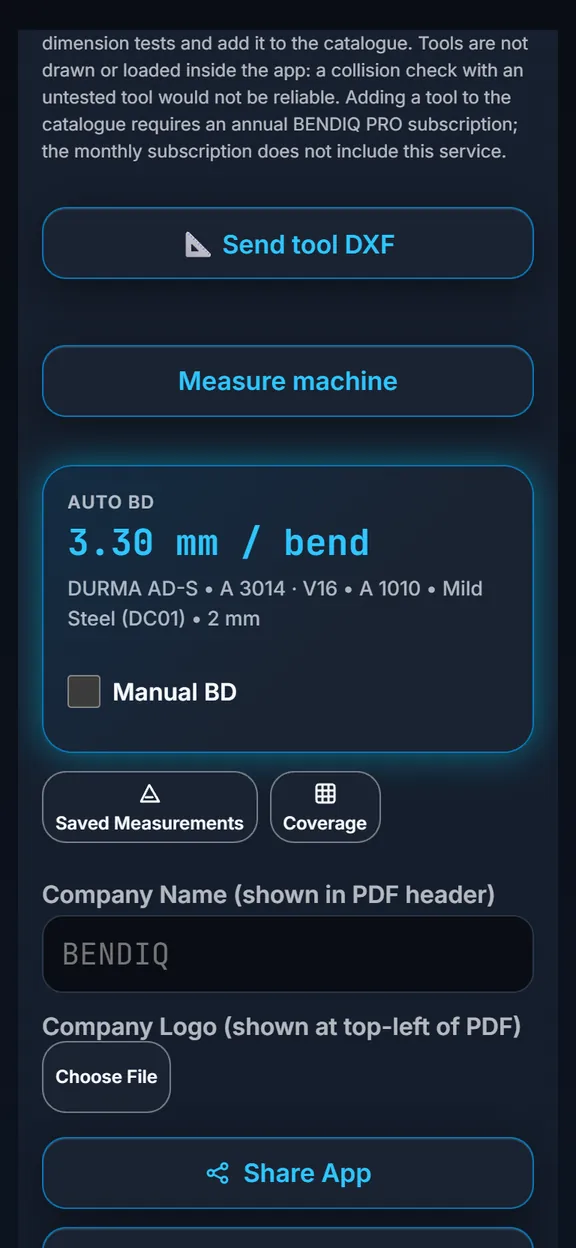 dimension tests and add it to the catalogue. Tools are not
drawn or loaded inside the app: a collision check with an
untested tool would not be reliable. Adding a tool to the
catalogue requires an annual BENDIQ PRO subscription;
the monthly subscription does not include this service.
Send tool DXF
Measure machine
AUTO BD
3.30 mm / bend
DURMA AD-S • A 3014 · V16 • A 1010 • Mild
Steel (DC01) • 2 mm
Manual BD
Saved Measurements
Coverage
Company Name (shown in PDF header)
BENDIQ
Company Logo (shown at top-left of PDF)
Choose File
Share App